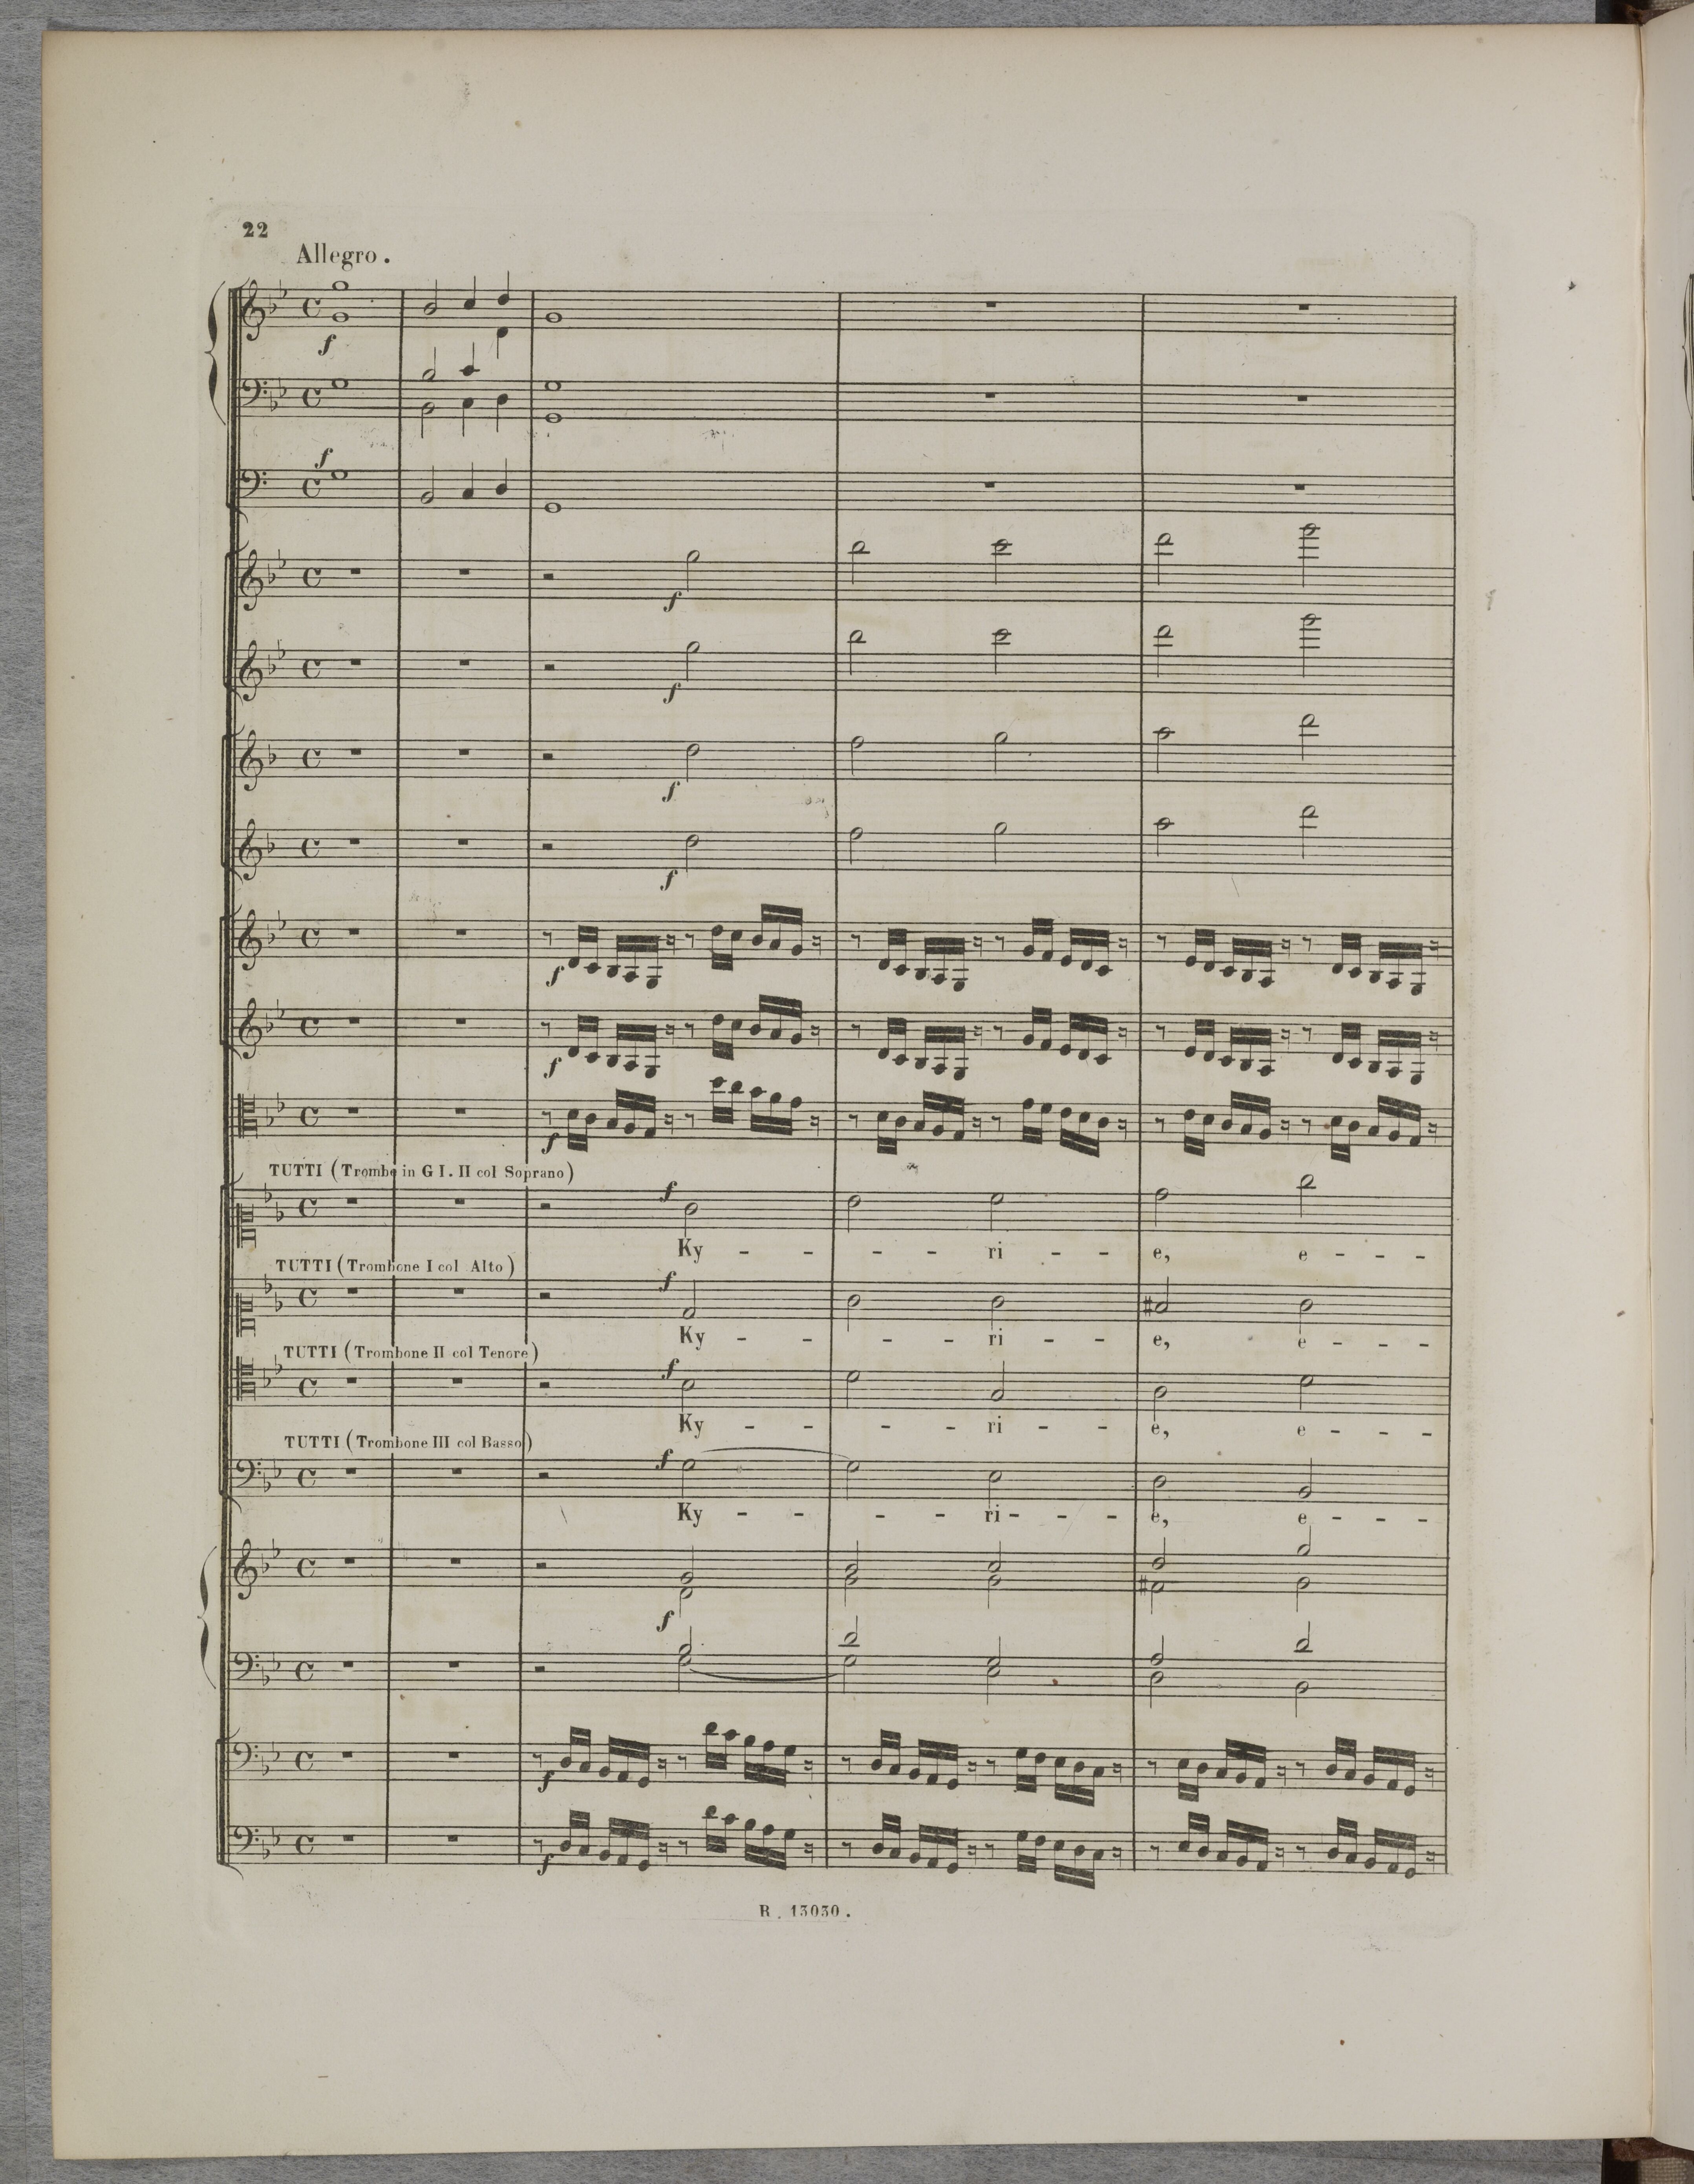 22
Allegro.
f
f
f
f
f
f
f
f
f
TUTTI (Trombe in G I. II col Soprano)
f
Ky - - - ri - - e, e - - -
TUTTI (Trombone I col Alto)
f
Ky - - - ri - - e, e - - -
TUTTI (Trombone II col Tenore)
f
Ky - - - ri - - e, e - - -
TUTTI (Trombone III col Basso)
f
Ky - - - - ri - - e, e - - -
f
f
f
R. 13030.